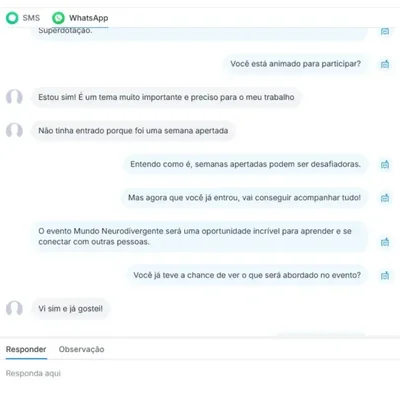 SMS WhatsApp
Superdotação.
Você está animado para participar?
Estou sim! É um tema muito importante e preciso para o meu trabalho
Não tinha entrado porque foi uma semana apertada
Entendo como é, semanas apertadas podem ser desafiadoras.
Mas agora que você já entrou, vai conseguir acompanhar tudo!
O evento Mundo Neurodivergente será uma oportunidade incrível para aprender e se
conectar com outras pessoas.
Você já teve a chance de ver o que será abordado no evento?
Vi sim e já gostei!
Responder Observação
Responda aqui